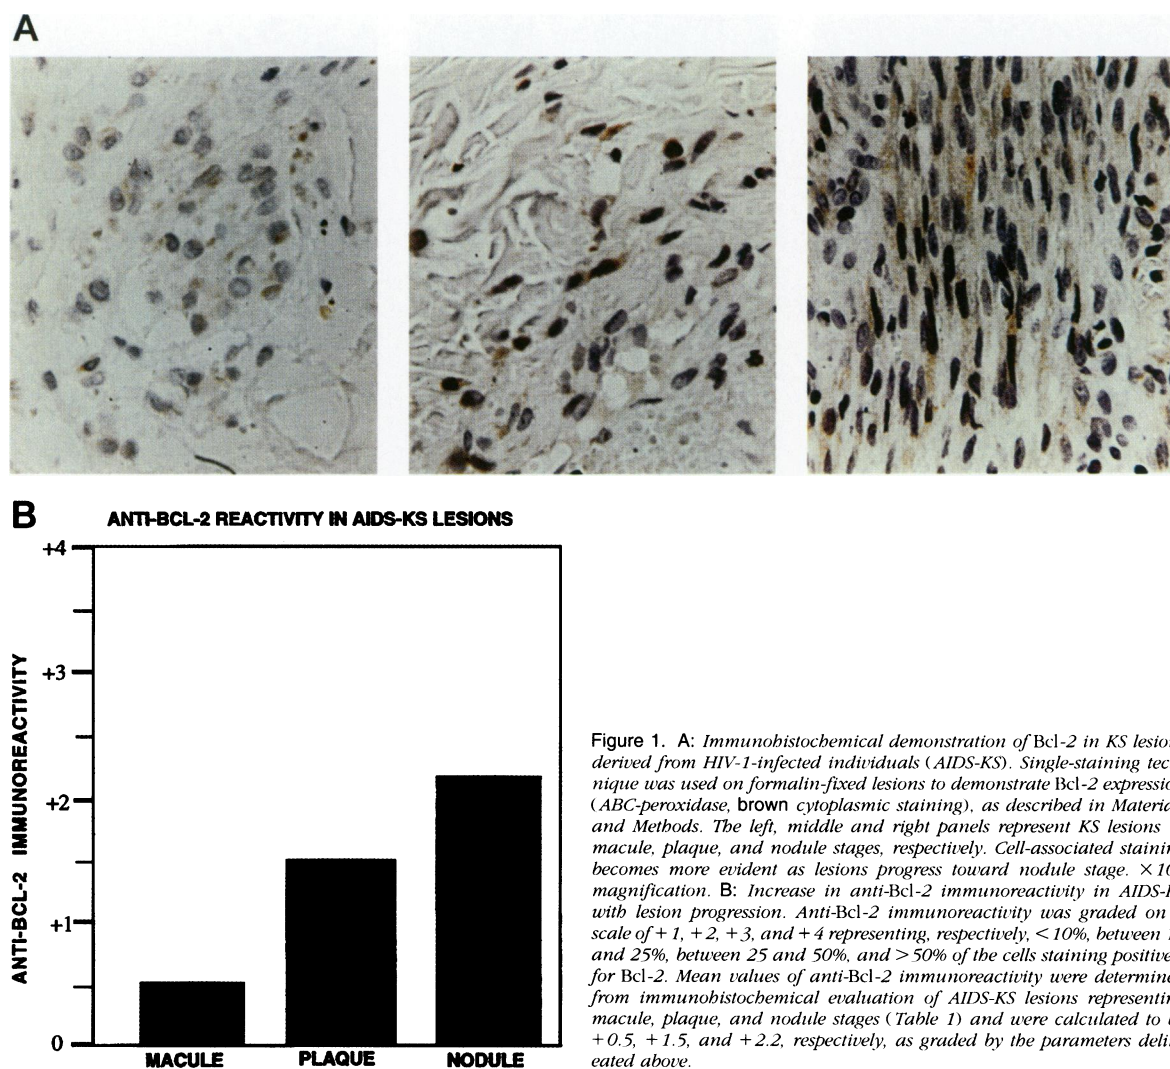 A
B
ANTI-BCL-2 REACTIVITY IN AIDS-KS LESIONS
+4
+3
+2
+1
0
ANTI-BCL-2 IMMUNOREACTIVITY
MACULE PLAQUE NODULE
Figure 1. A: Immunohistochemical demonstration of Bcl-2 in KS lesion
derived from HIV-1-infected individuals (AIDS-KS). Single-staining tec
nique was used on formalin-fixed lesions to demonstrate Bcl-2 expressio
(ABC-peroxidase, brown cytoplasmic staining), as described in Material
and Methods. The left, middle and right panels represent KS lesions
macule, plaque, and nodule stages, respectively. Cell-associated stainin
becomes more evident as lesions progress toward nodule stage. ×10
magnification. B: Increase in anti-Bcl-2 immunoreactivity in AIDS-K
with lesion progression. Anti-Bcl-2 immunoreactivity was graded on
scale of +1, +2, +3, and +4 representing, respectively, <10%, between 1
and 25%, between 25 and 50%, and >50% of the cells staining positive
for Bcl-2. Mean values of anti-Bcl-2 immunoreactivity were determine
from immunohistochemical evaluation of AIDS-KS lesions representin
macule, plaque, and nodule stages (Table 1) and were calculated to
+0.5, +1.5, and +2.2, respectively, as graded by the parameters deli
eated above.